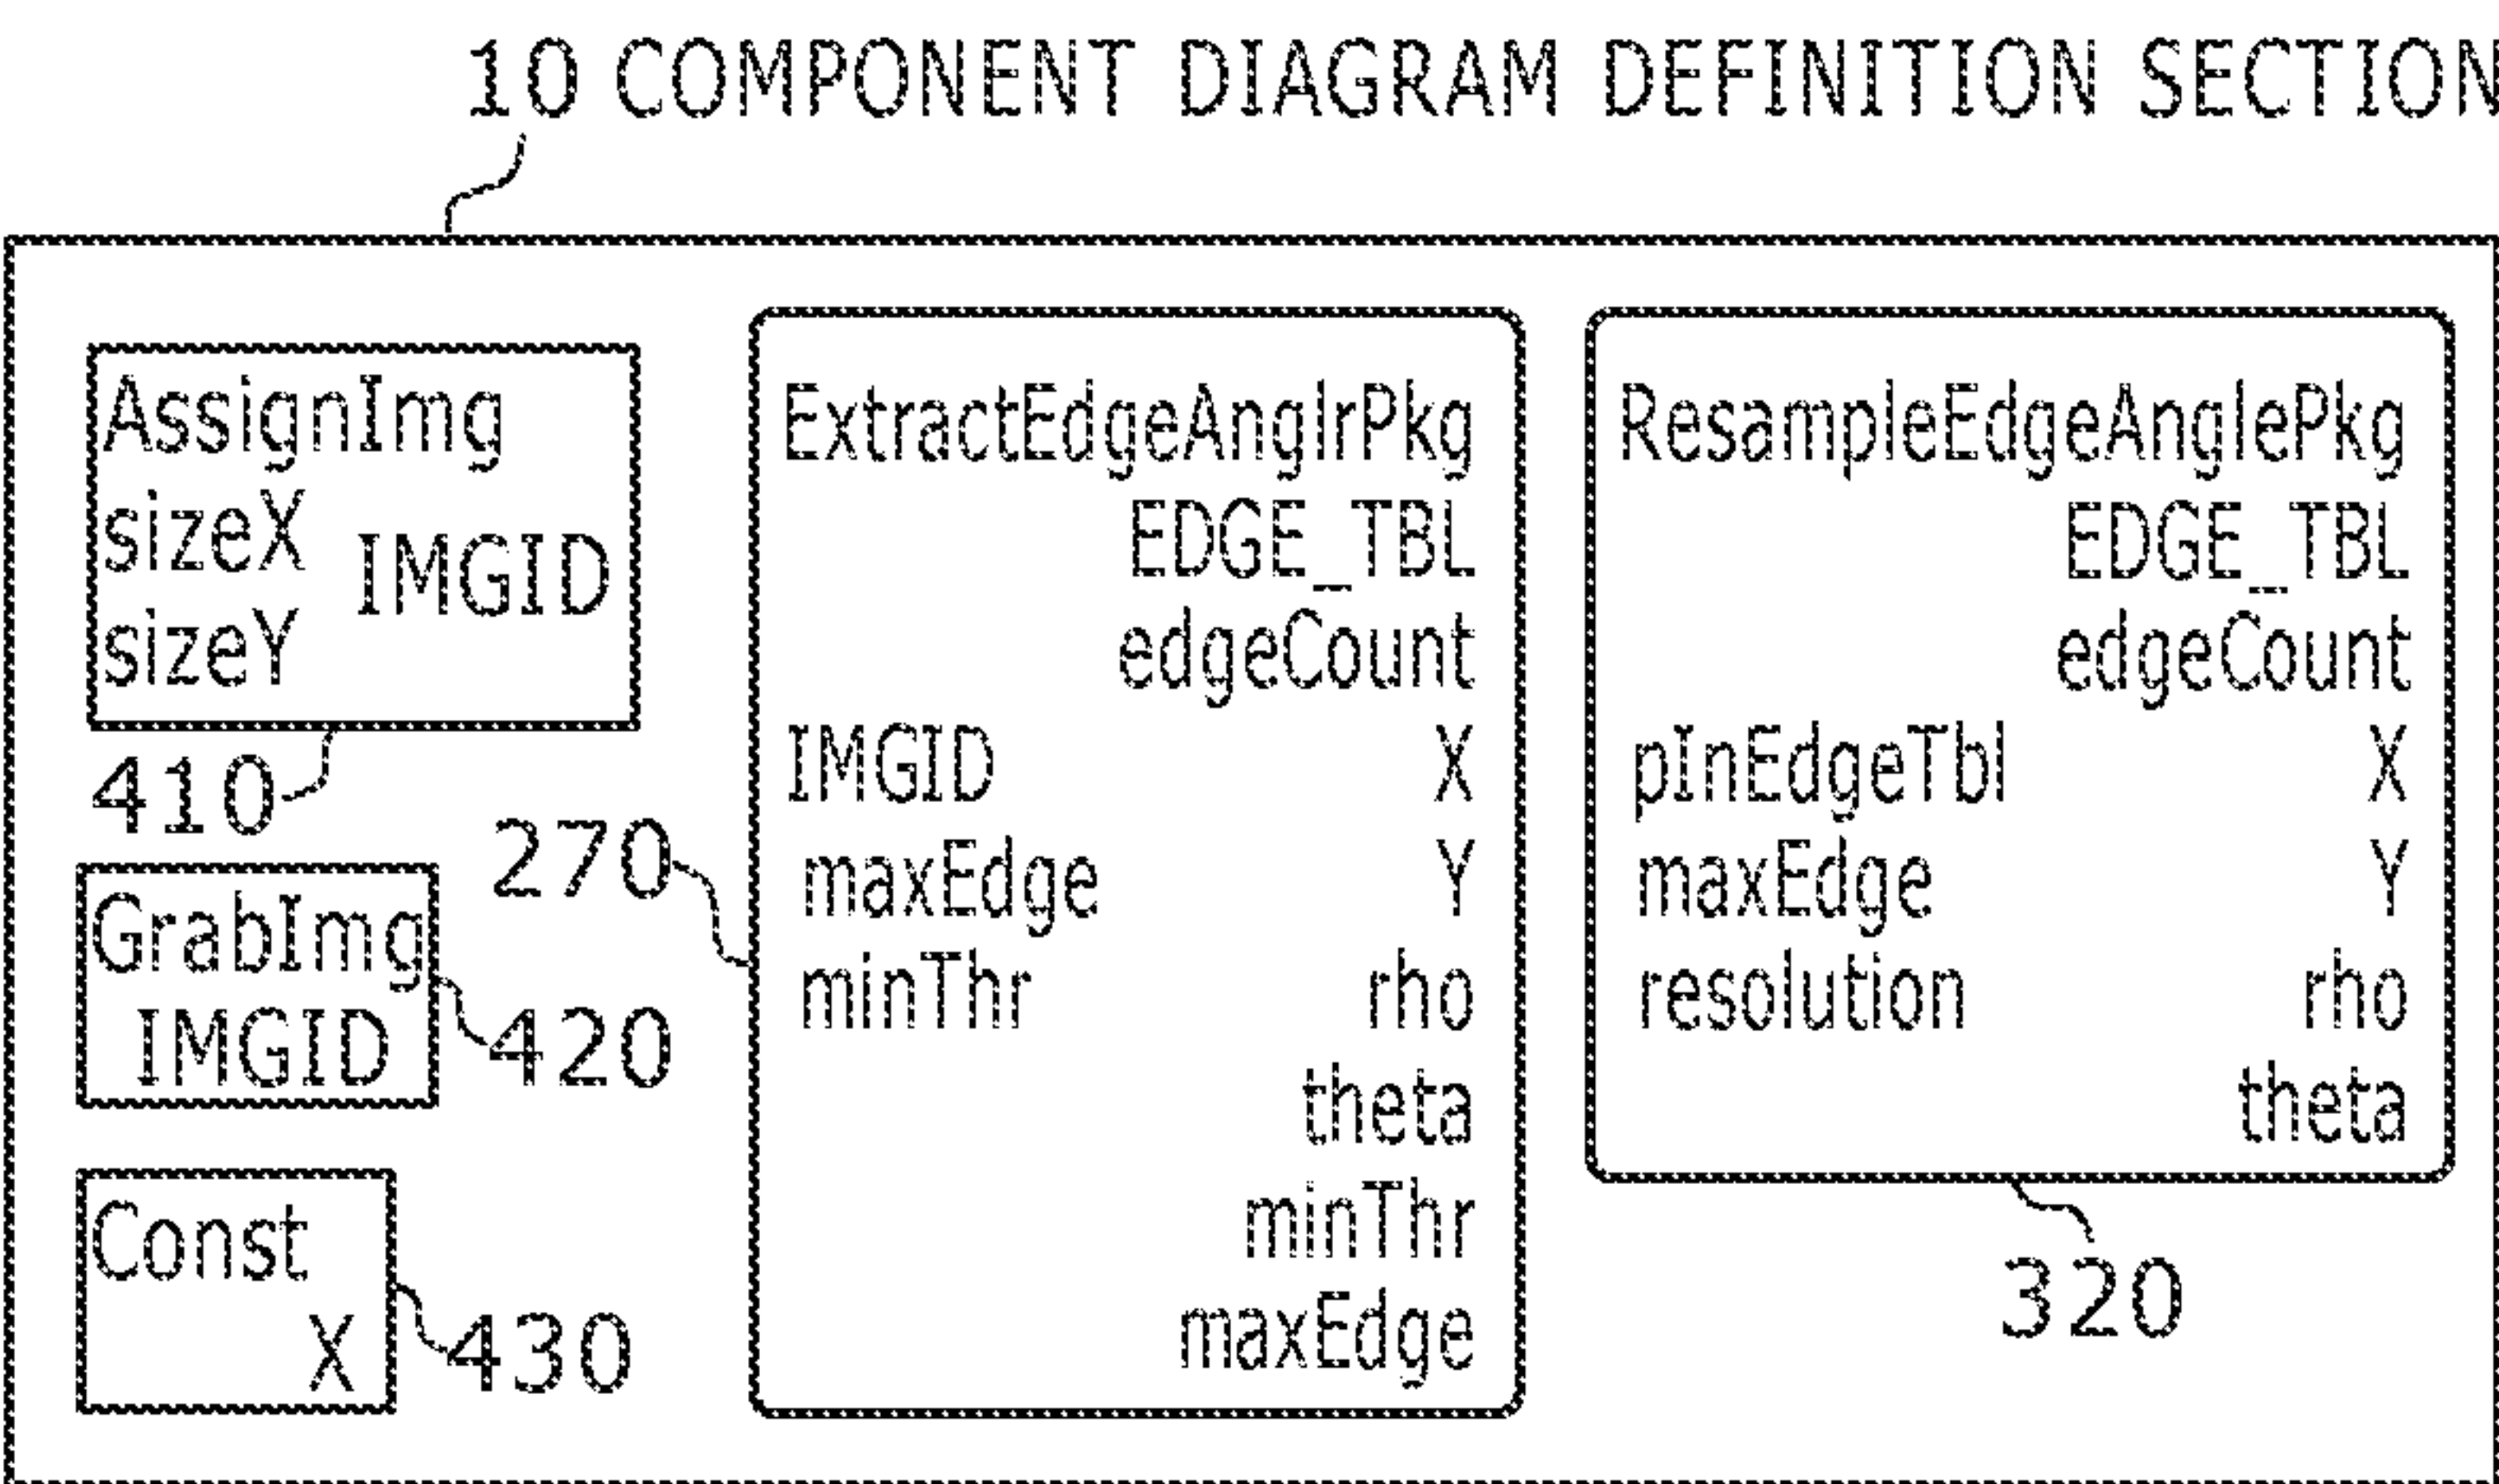 10 COMPONENT DIAGRAM DEFINITION SECTION
AssignImg
sizeX
IMGID
sizeY
410
GrabImg
IMGID
420
Const
X
430
270
ExtractEdgeAnglrPkg
EDGE_TBL
edgeCount
IMGID X
maxEdge Y
minThr rho
theta
minThr
maxEdge
ResampleEdgeAnglePkg
EDGE_TBL
edgeCount
pInEdgeTbl X
maxEdge Y
resolution rho
theta
320